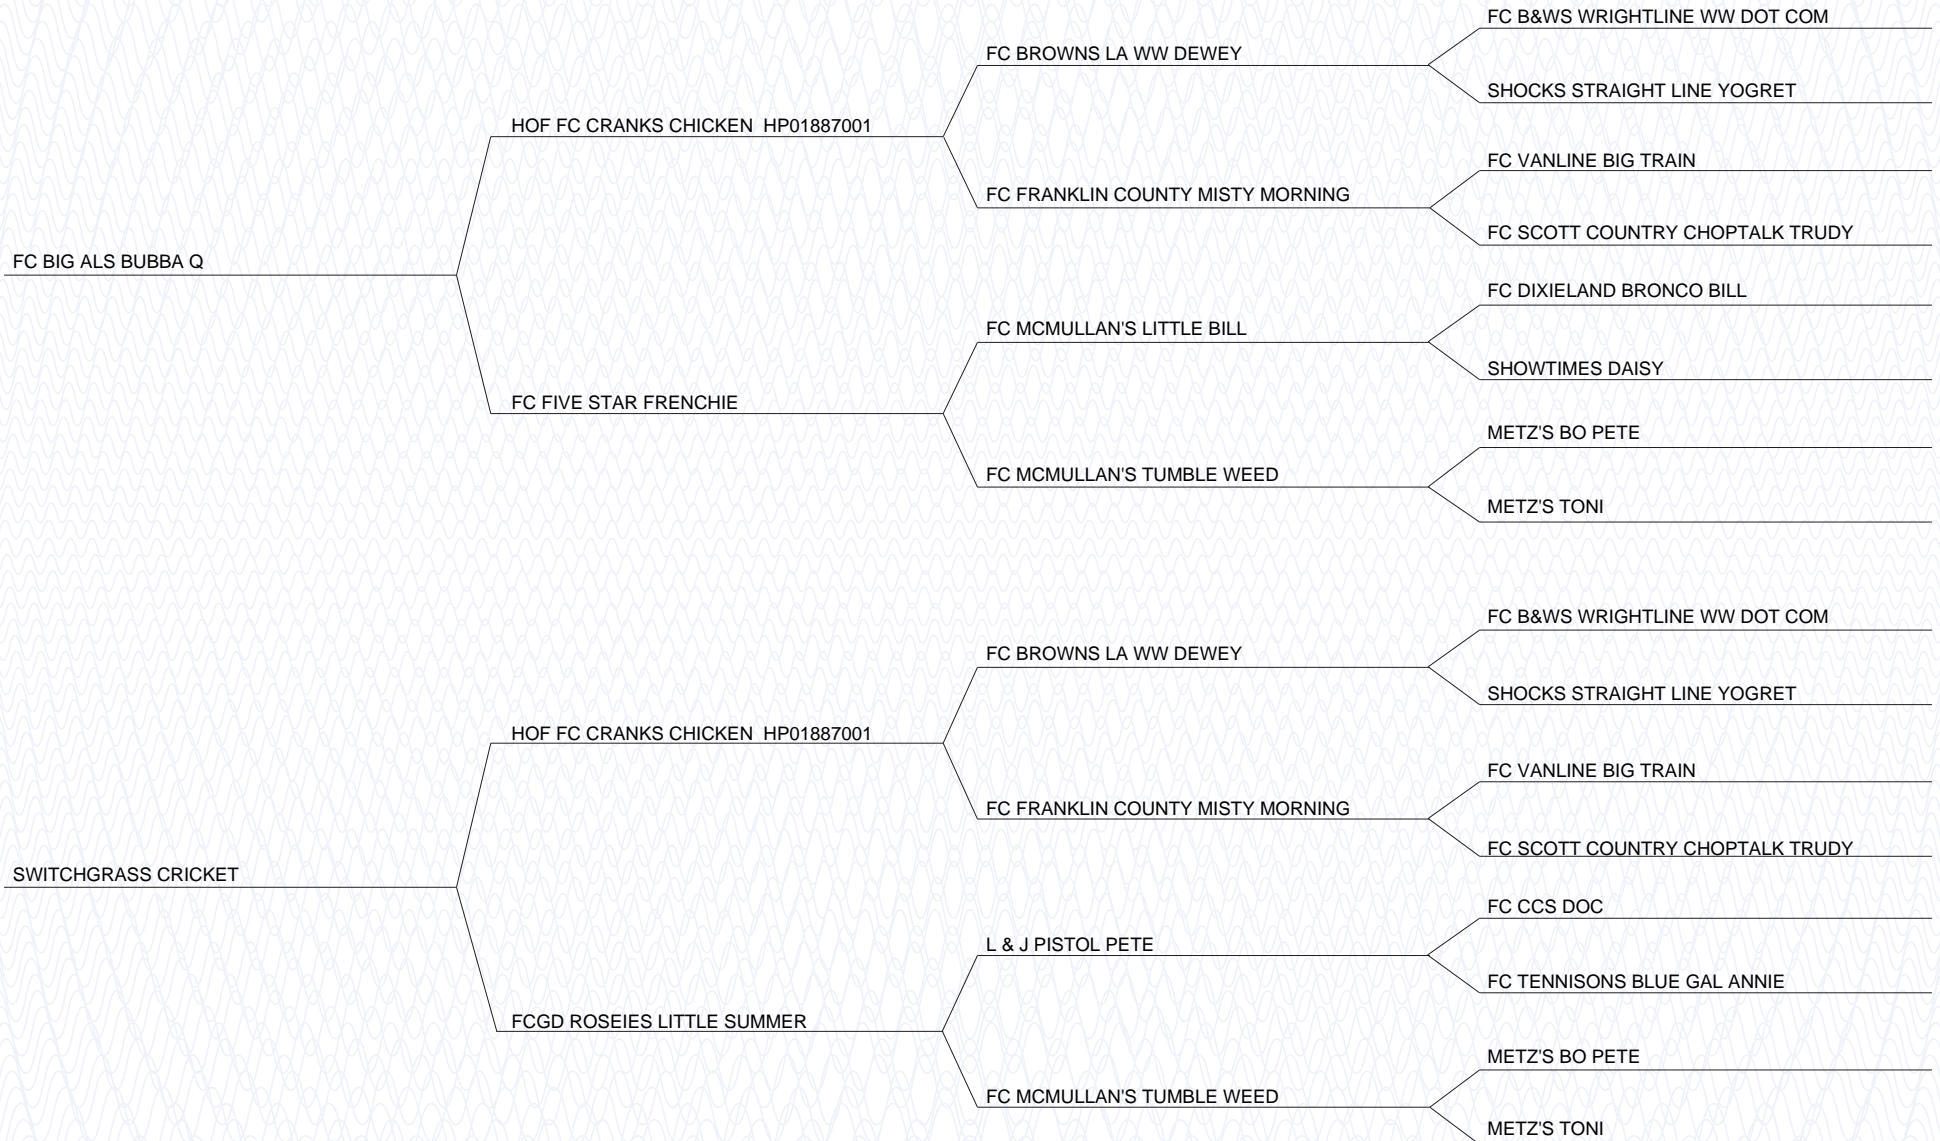 FC B&WS WRIGHTLINE WW DOT COM
FC BROWNS LA WW DEWEY
SHOCKS STRAIGHT LINE YOGRET
HOF FC CRANKS CHICKEN  HP01887001
FC VANLINE BIG TRAIN
FC FRANKLIN COUNTY MISTY MORNING
FC SCOTT COUNTRY CHOPTALK TRUDY
FC BIG ALS BUBBA Q
FC DIXIELAND BRONCO BILL
FC MCMULLAN'S LITTLE BILL
SHOWTIMES DAISY
FC FIVE STAR FRENCHIE
METZ'S BO PETE
FC MCMULLAN'S TUMBLE WEED
METZ'S TONI
FC B&WS WRIGHTLINE WW DOT COM
FC BROWNS LA WW DEWEY
SHOCKS STRAIGHT LINE YOGRET
HOF FC CRANKS CHICKEN  HP01887001
FC VANLINE BIG TRAIN
FC FRANKLIN COUNTY MISTY MORNING
FC SCOTT COUNTRY CHOPTALK TRUDY
SWITCHGRASS CRICKET
FC CCS DOC
L & J PISTOL PETE
FC TENNISONS BLUE GAL ANNIE
FCGD ROSEIES LITTLE SUMMER
METZ'S BO PETE
FC MCMULLAN'S TUMBLE WEED
METZ'S TONI